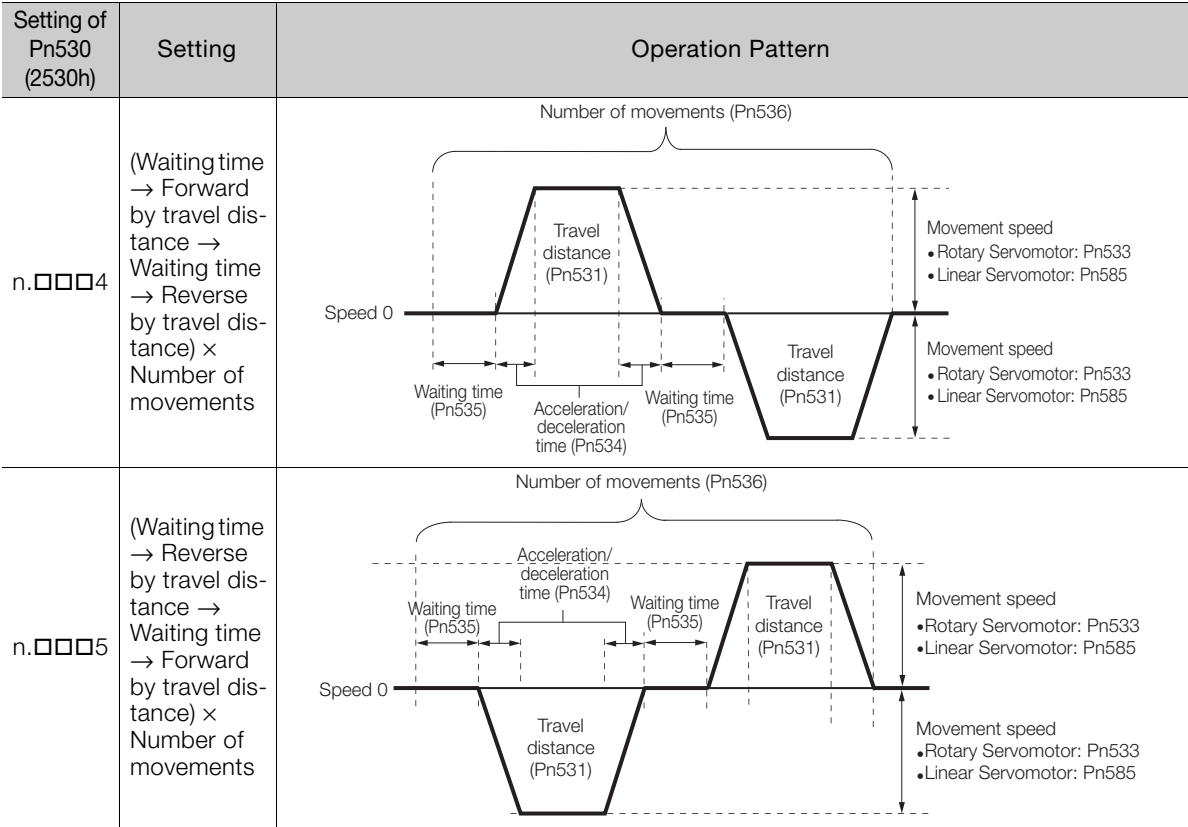 Setting of
Pn530
(2530h)
Setting
Operation Pattern
n.□□□4
(Waiting time
→ Forward
by travel dis-
tance →
Waiting time
→ Reverse
by travel dis-
tance) ×
Number of
movements
Number of movements (Pn536)
Travel
distance
(Pn531)
Movement speed
•Rotary Servomotor: Pn533
•Linear Servomotor: Pn585
Speed 0
Waiting time
(Pn535)
Acceleration/
deceleration
time (Pn534)
Waiting time
(Pn535)
Travel
distance
(Pn531)
Movement speed
•Rotary Servomotor: Pn533
•Linear Servomotor: Pn585
n.□□□5
(Waiting time
→ Reverse
by travel dis-
tance →
Waiting time
→ Forward
by travel dis-
tance) ×
Number of
movements
Number of movements (Pn536)
Acceleration/
deceleration
time (Pn534)
Waiting time
(Pn535)
Waiting time
(Pn535)
Travel
distance
(Pn531)
Movement speed
•Rotary Servomotor: Pn533
•Linear Servomotor: Pn585
Speed 0
Travel
distance
(Pn531)
Movement speed
•Rotary Servomotor: Pn533
•Linear Servomotor: Pn585